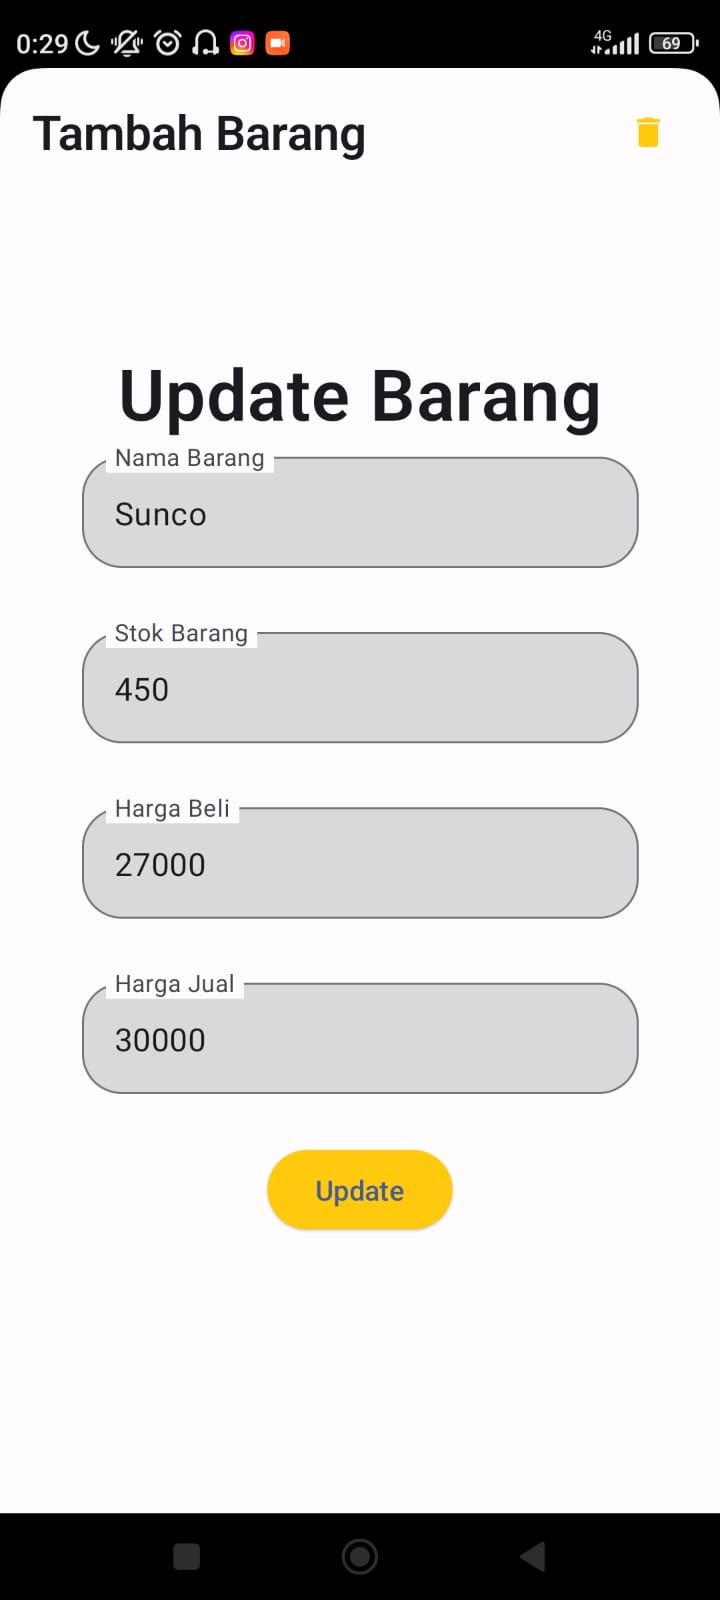 0:29
4G
69
Tambah Barang
Update Barang
Nama Barang
Sunco
Stok Barang
450
Harga Beli
27000
Harga Jual
30000
Update